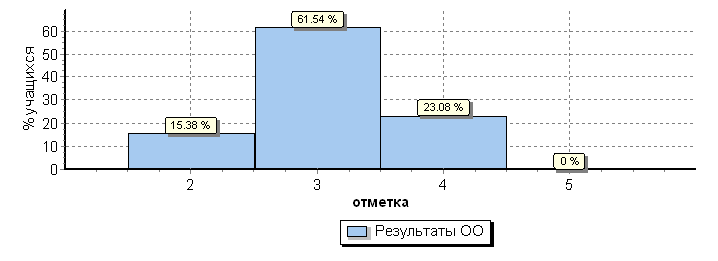 % учащихся
60
50
40
30
20
10
0
61.54 %
23.08 %
15.38 %
0 %
2 3 4 5
отметка
Результаты ОО